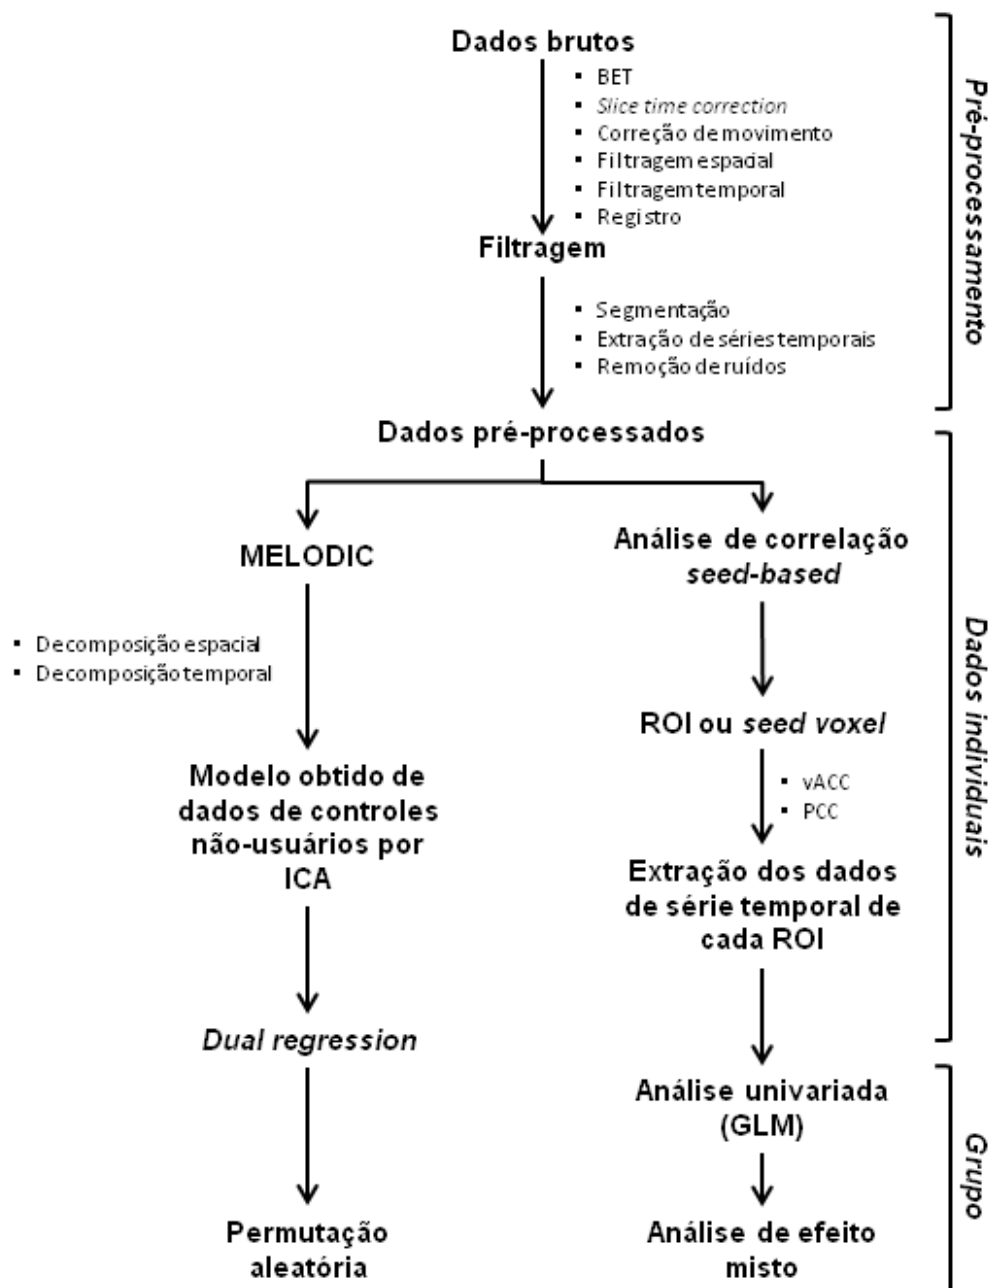 Dados brutos
▪ BET
▪ Slice time correction
▪ Correção de movimento
▪ Filtragem espacial
▪ Filtragem temporal
▪ Registro
Filtragem
▪ Segmentação
▪ Extração de séries temporais
▪ Remoção de ruídos
Pré-processamento
Dados pré-processados
MELODIC
▪ Decomposição espacial
▪ Decomposição temporal
Modelo obtido de
dados de controles
não-usuários por
ICA
Dual regression
Permutação
aleatória
Análise de correlação
seed-based
ROI ou seed voxel
▪ vACC
▪ PCC
Extração dos dados
de série temporal de
cada ROI
Dados individuais
Análise univariada
(GLM)
Análise de efeito
misto
Grupo